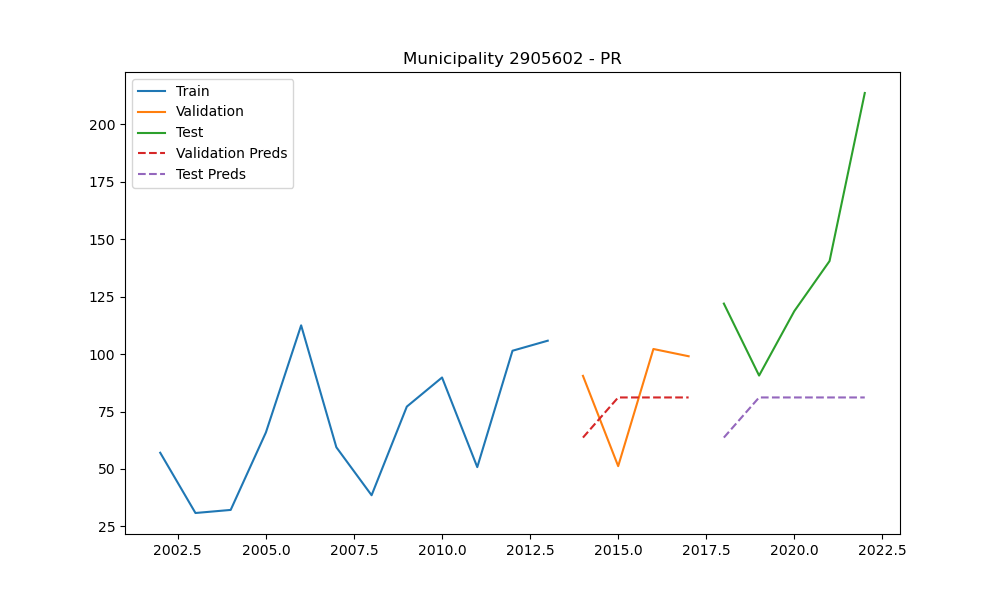 Municipality 2905602 - PR
Train
Validation
Test
Validation Preds
Test Preds
200
175
150
125
100
75
50
25
2002.5 2005.0 2007.5 2010.0 2012.5 2015.0 2017.5 2020.0 2022.5